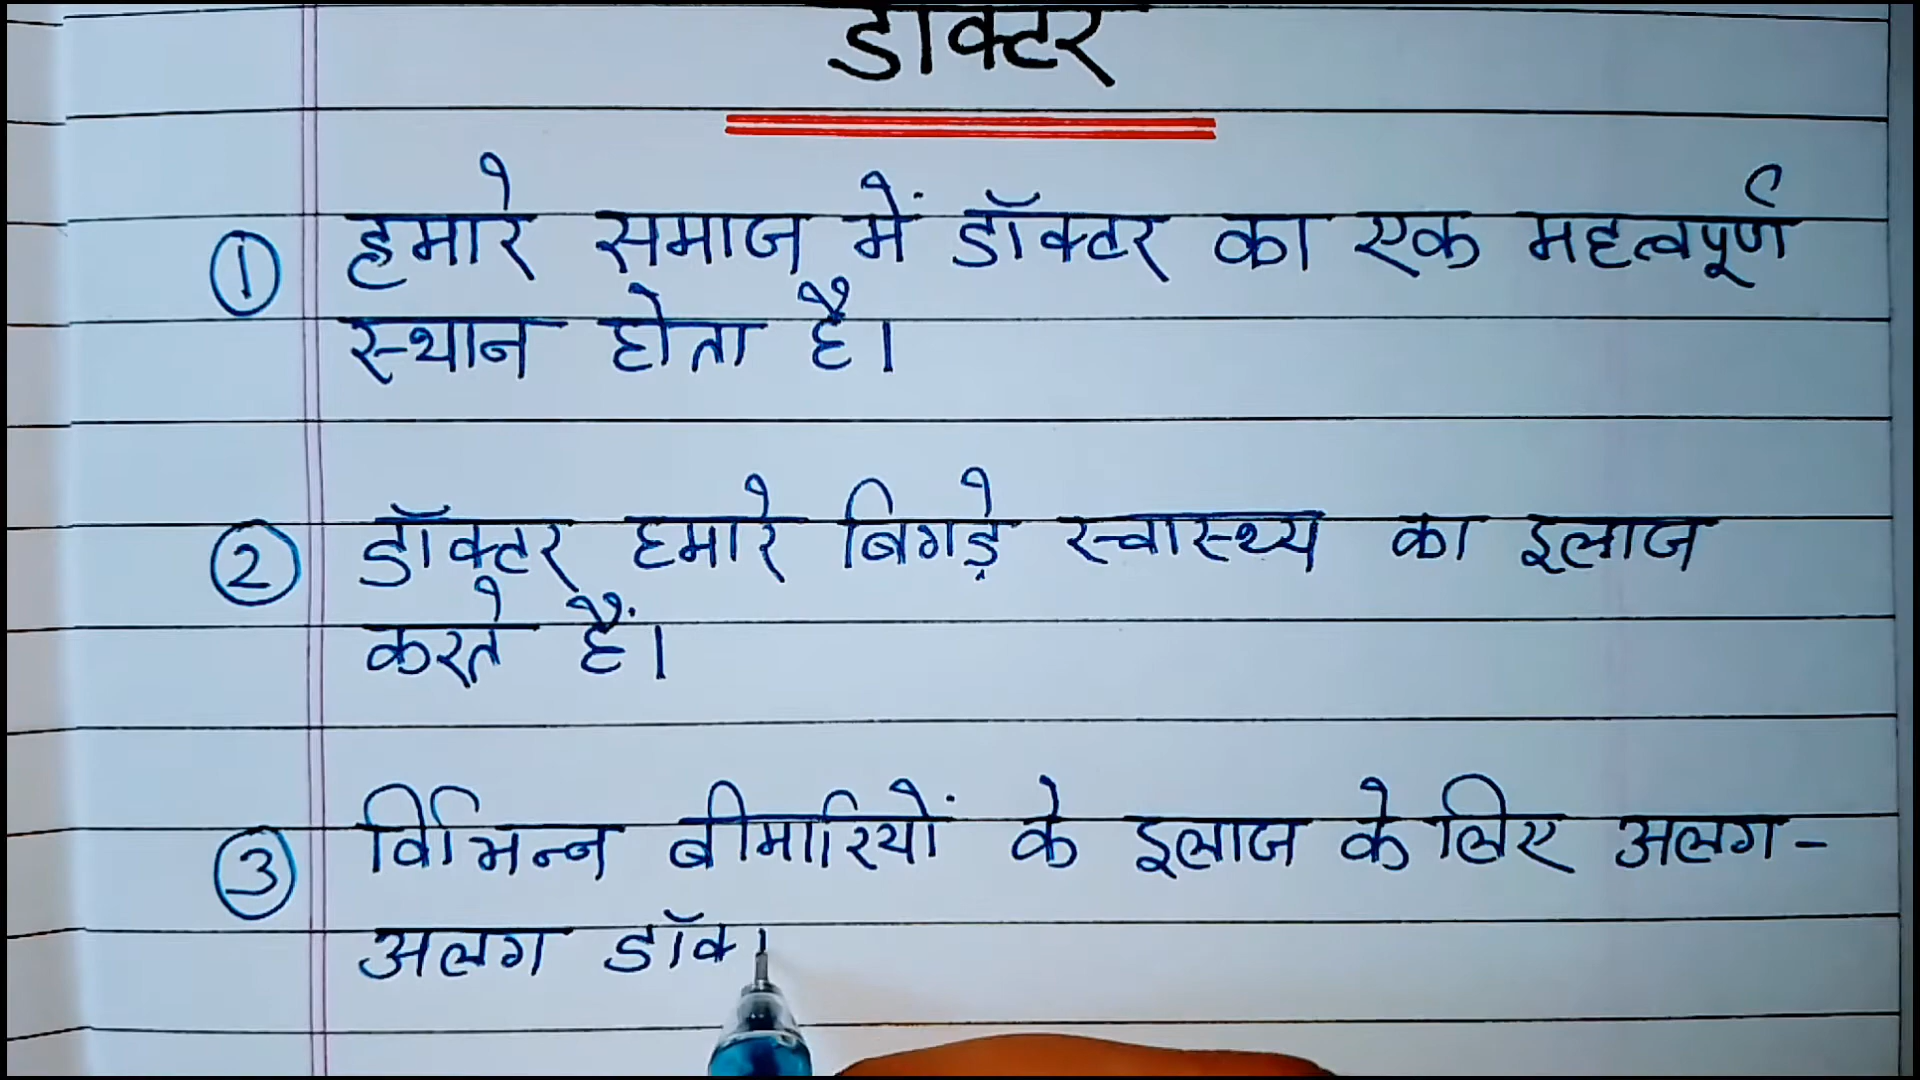 डॉक्टर
① हमारे समाज में डॉक्टर का एक महत्वपूर्ण
स्थान होता है।
② डॉक्टर हमारे बिगड़े स्वास्थ्य का इलाज
करते हैं।
③ विभिन्न बीमारियों के इलाज के लिए अलग-
अलग